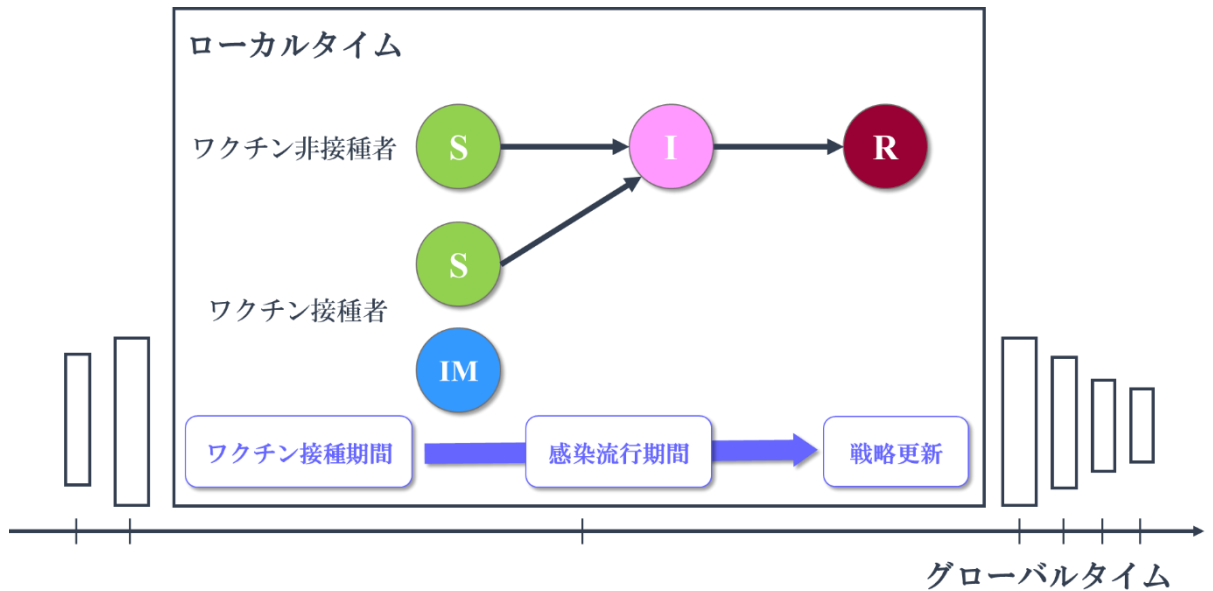 ローカルタイム
ワクチン非接種者
S
I
R
S
ワクチン接種者
IM
ワクチン接種期間
感染流行期間
戦略更新
グローバルタイム